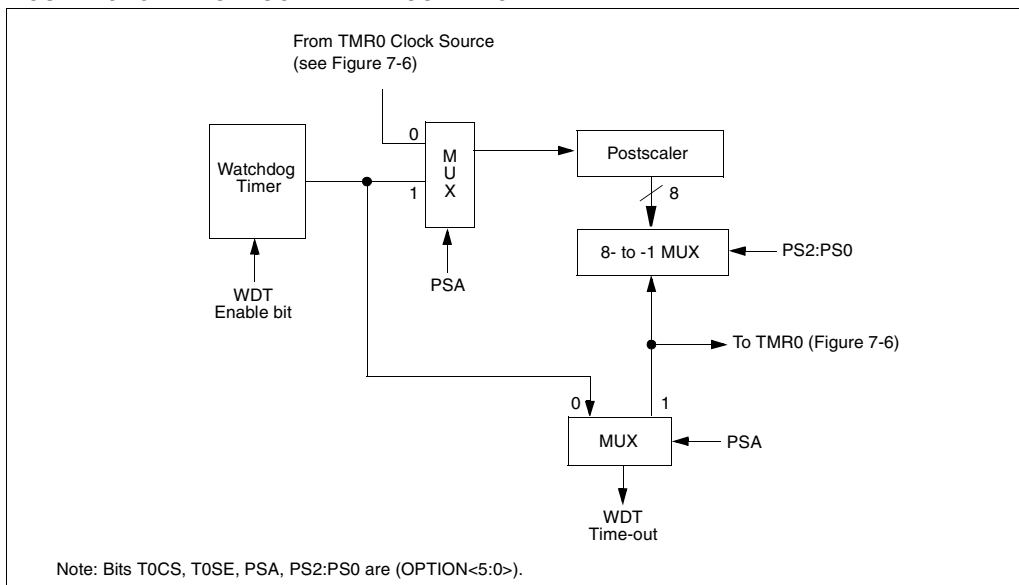 From TMR0 Clock Source
(see Figure 7-6)
0
M
U
X
1
Watchdog
Timer
Postscaler
8
8- to -1 MUX
PS2:PS0
PSA
WDT
Enable bit
To TMR0 (Figure 7-6)
0
1
MUX
PSA
WDT
Time-out
Note: Bits T0CS, T0SE, PSA, PS2:PS0 are (OPTION<5:0>).